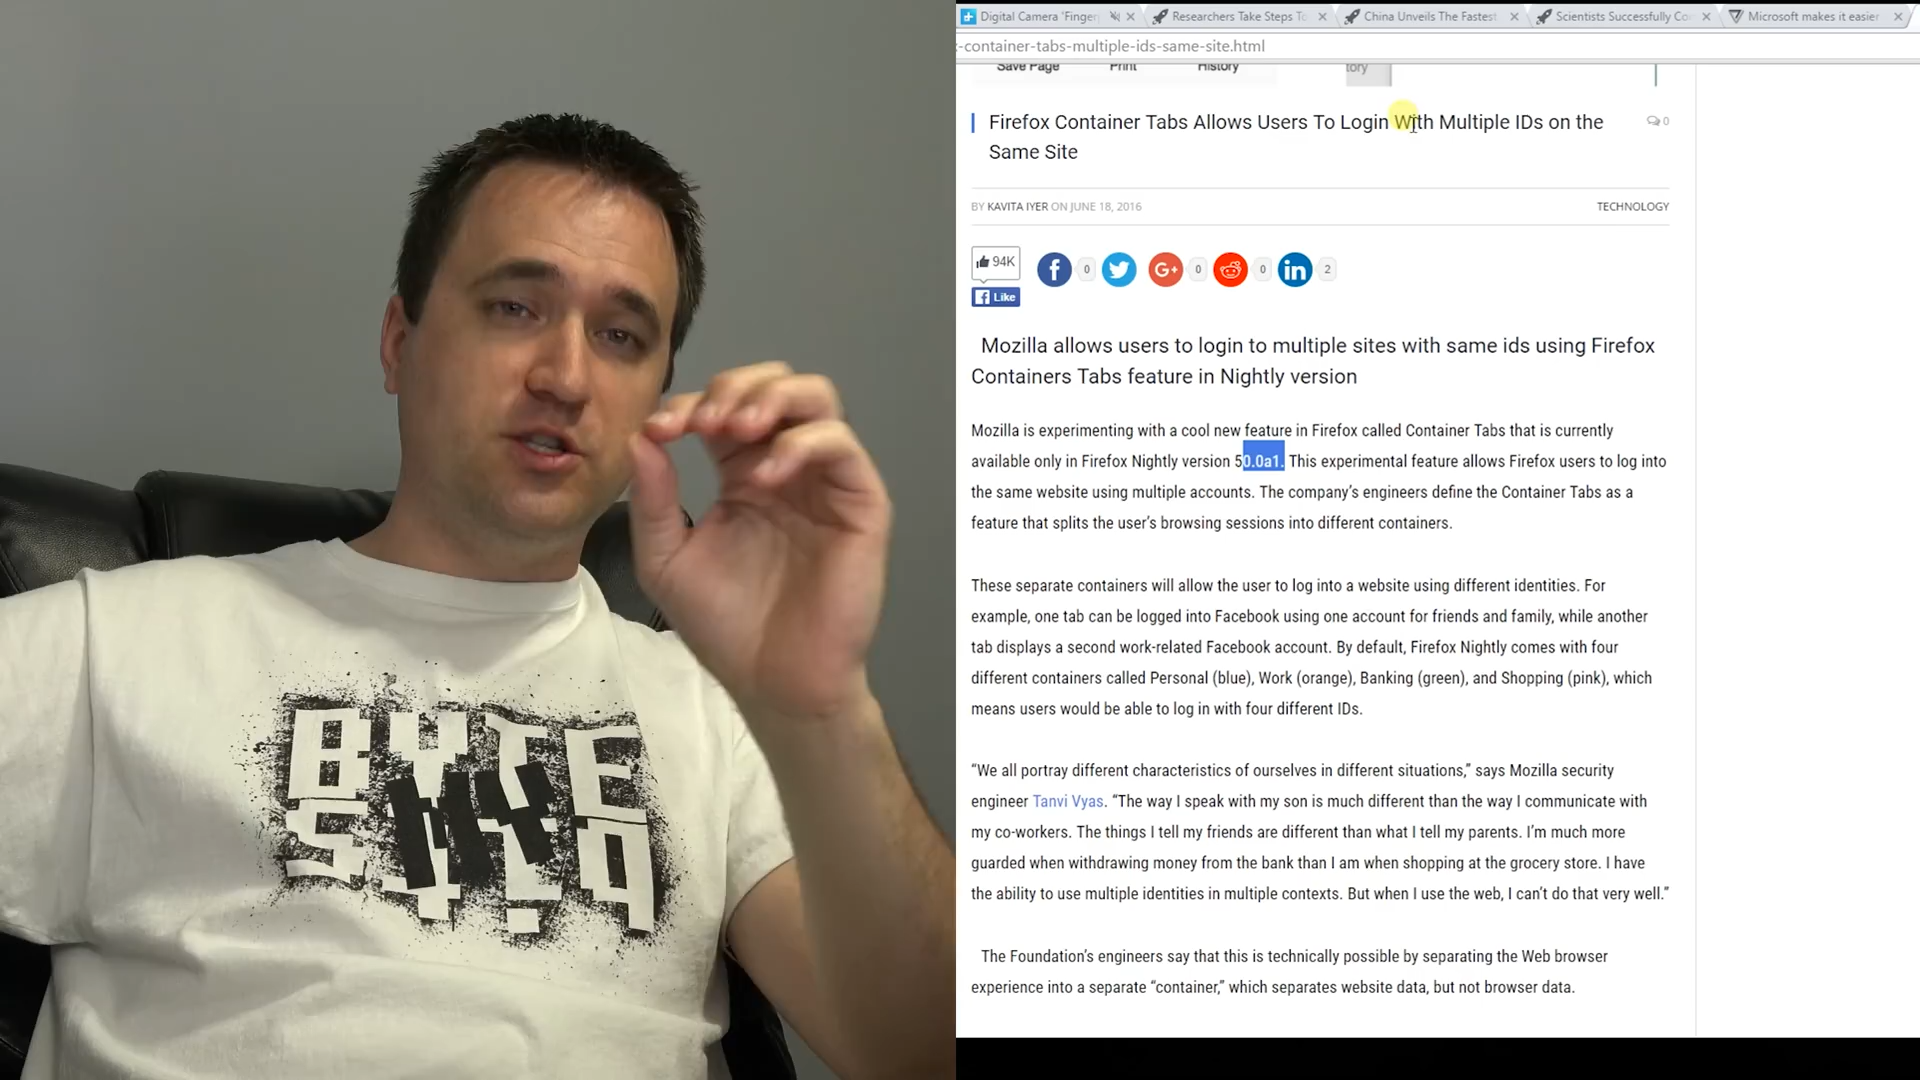 Digital Camera 'Finger
Researchers Take Steps To
China Unveils The Fastest
Scientists Successfully Co
Microsoft makes it easier
-container-tabs-multiple-ids-same-site.html
Save Page Print History tory
Firefox Container Tabs Allows Users To Login With Multiple IDs on the
Same Site
0
BY KAVITA IYER ON JUNE 18, 2016
TECHNOLOGY
94K
Like
0
0
0
2
Mozilla allows users to login to multiple sites with same ids using Firefox
Containers Tabs feature in Nightly version
Mozilla is experimenting with a cool new feature in Firefox called Container Tabs that is currently
available only in Firefox Nightly version 50.0a1. This experimental feature allows Firefox users to log into
the same website using multiple accounts. The company's engineers define the Container Tabs as a
feature that splits the user's browsing sessions into different containers.
These separate containers will allow the user to log into a website using different identities. For
example, one tab can be logged into Facebook using one account for friends and family, while another
tab displays a second work-related Facebook account. By default, Firefox Nightly comes with four
different containers called Personal (blue), Work (orange), Banking (green), and Shopping (pink), which
means users would be able to log in with four different IDs.
“We all portray different characteristics of ourselves in different situations,” says Mozilla security
engineer Tanvi Vyas. “The way I speak with my son is much different than the way I communicate with
my co-workers. The things I tell my friends are different than what I tell my parents. I'm much more
guarded when withdrawing money from the bank than I am when shopping at the grocery store. I have
the ability to use multiple identities in multiple contexts. But when I use the web, I can't do that very well.”
The Foundation's engineers say that this is technically possible by separating the Web browser
experience into a separate “container,” which separates website data, but not browser data.
BYTE